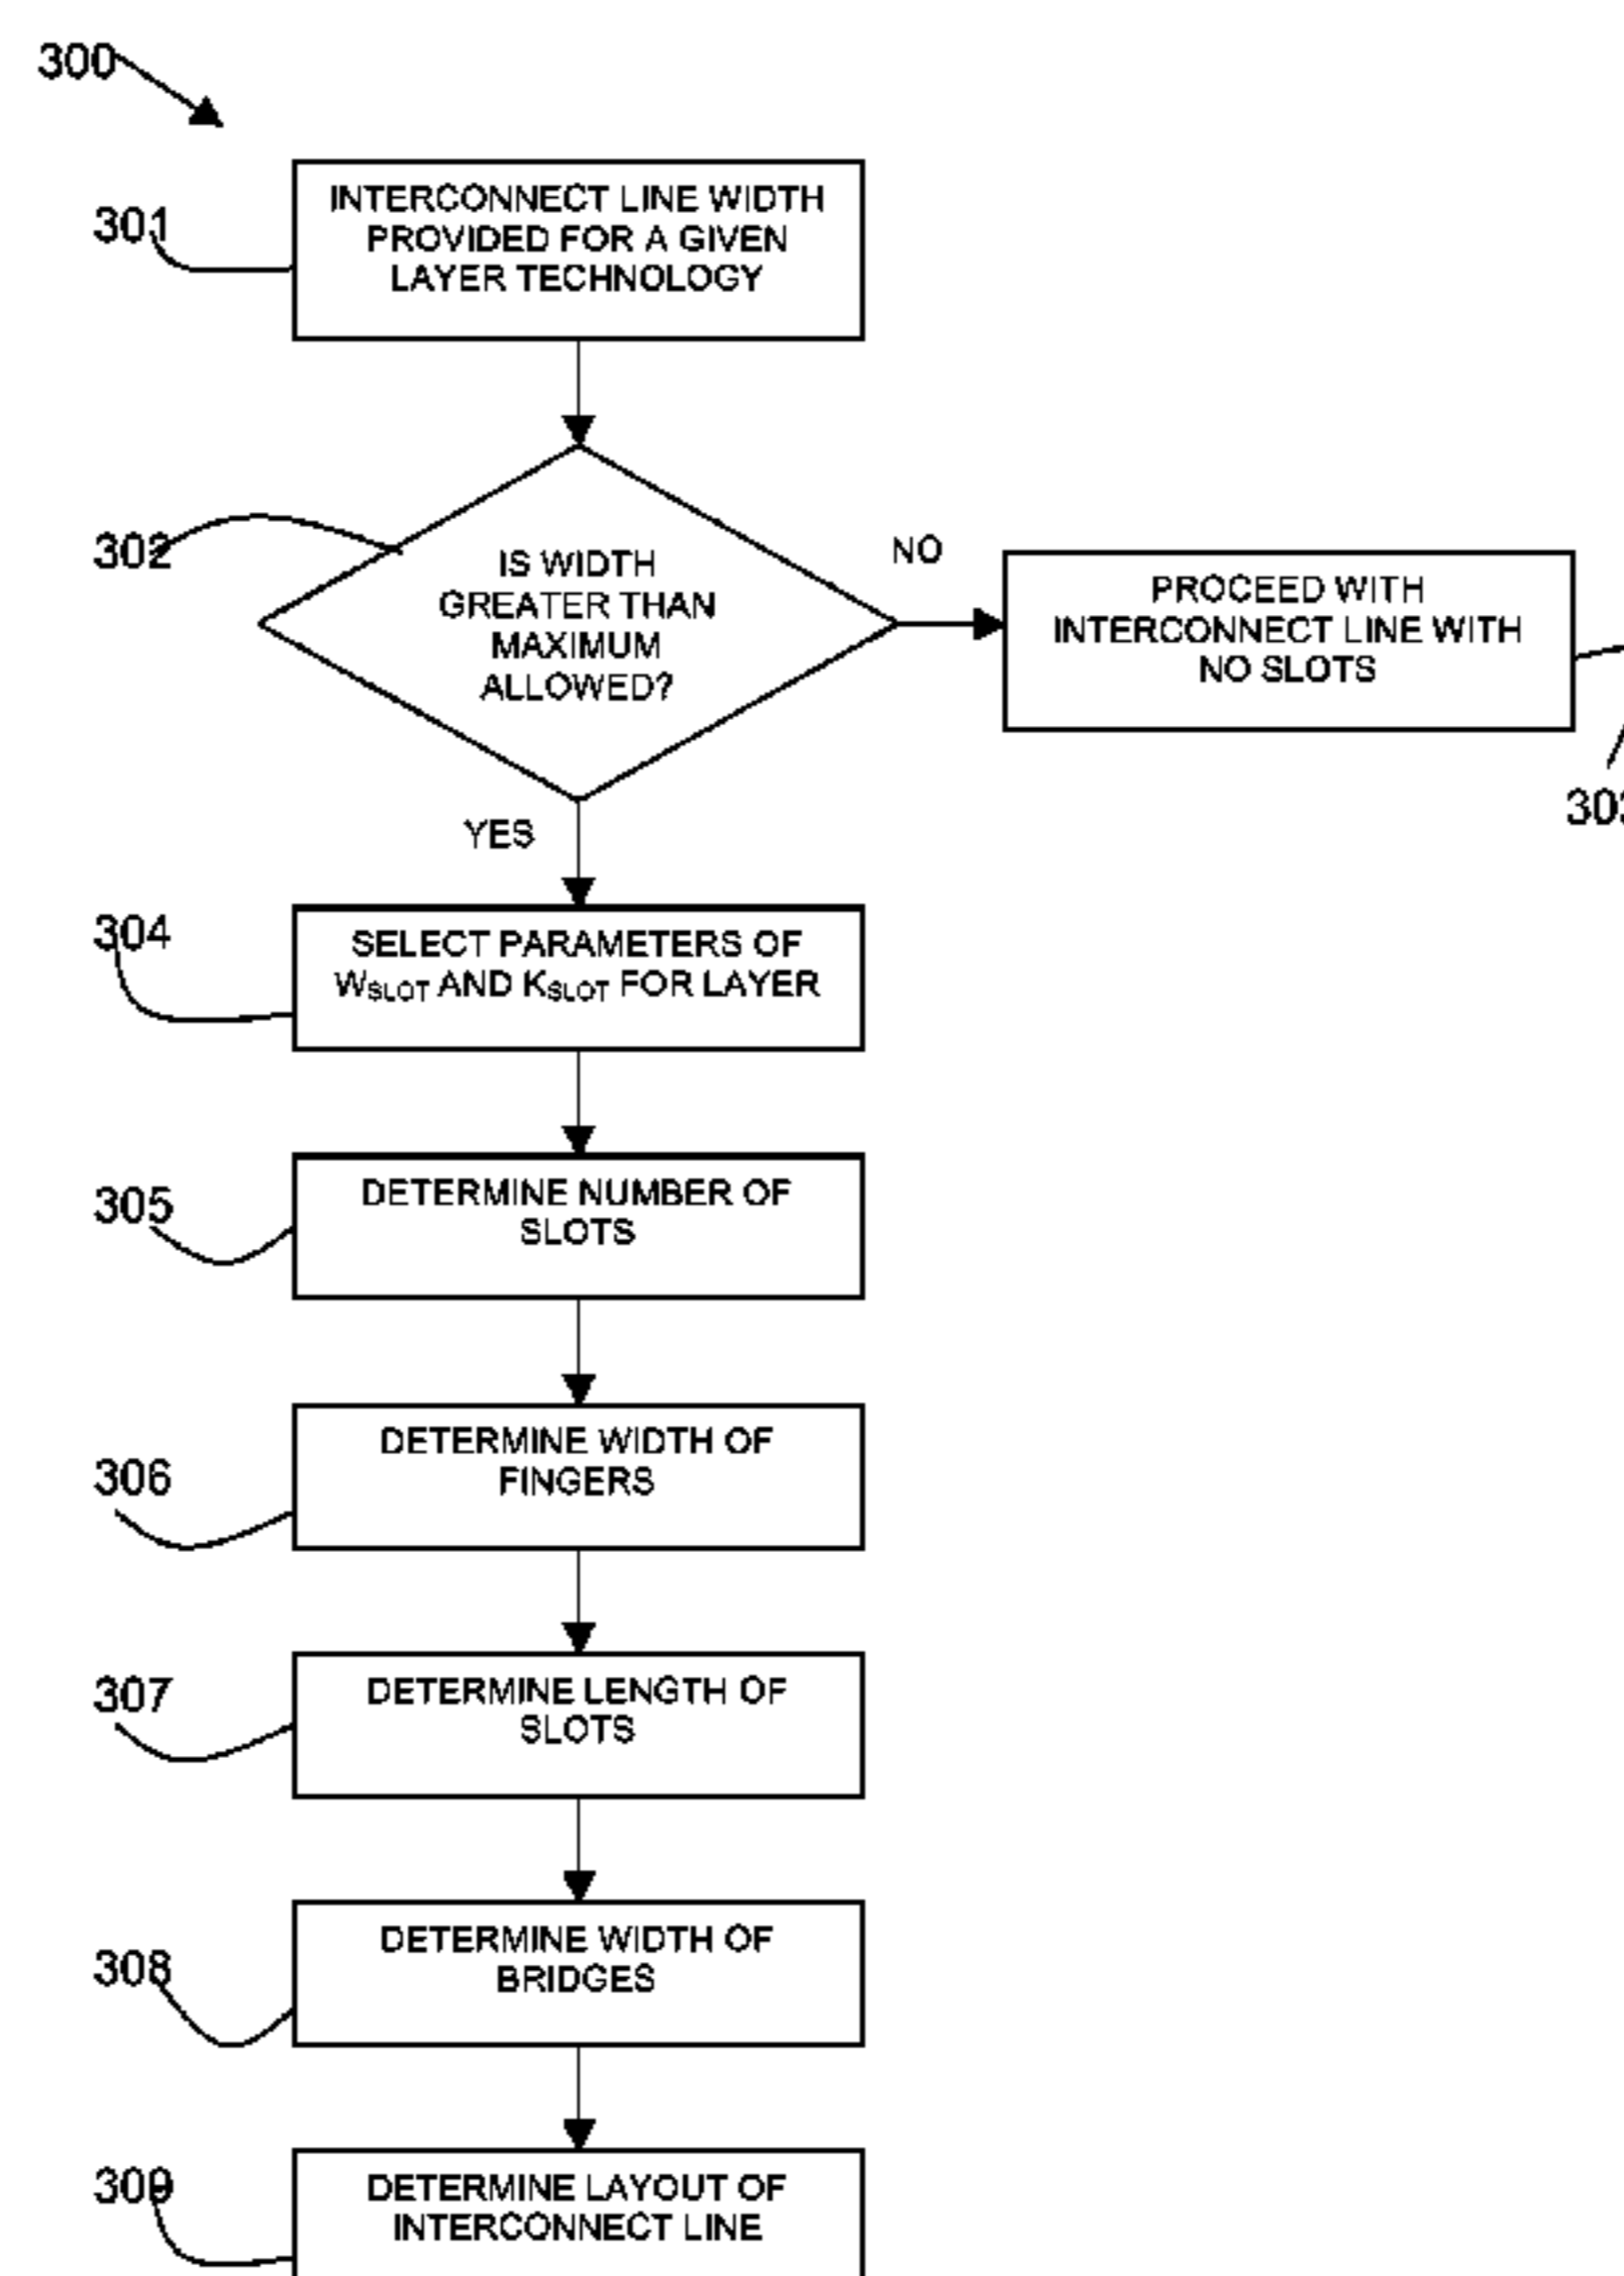 300
301
INTERCONNECT LINE WIDTH
PROVIDED FOR A GIVEN
LAYER TECHNOLOGY
302
IS WIDTH
GREATER THAN
MAXIMUM
ALLOWED?
NO
PROCEED WITH
INTERCONNECT LINE WITH
NO SLOTS
YES
304
SELECT PARAMETERS OF
WSLOT AND KSLOT FOR LAYER
305
DETERMINE NUMBER OF
SLOTS
306
DETERMINE WIDTH OF
FINGERS
307
DETERMINE LENGTH OF
SLOTS
308
DETERMINE WIDTH OF
BRIDGES
309
DETERMINE LAYOUT OF
INTERCONNECT LINE